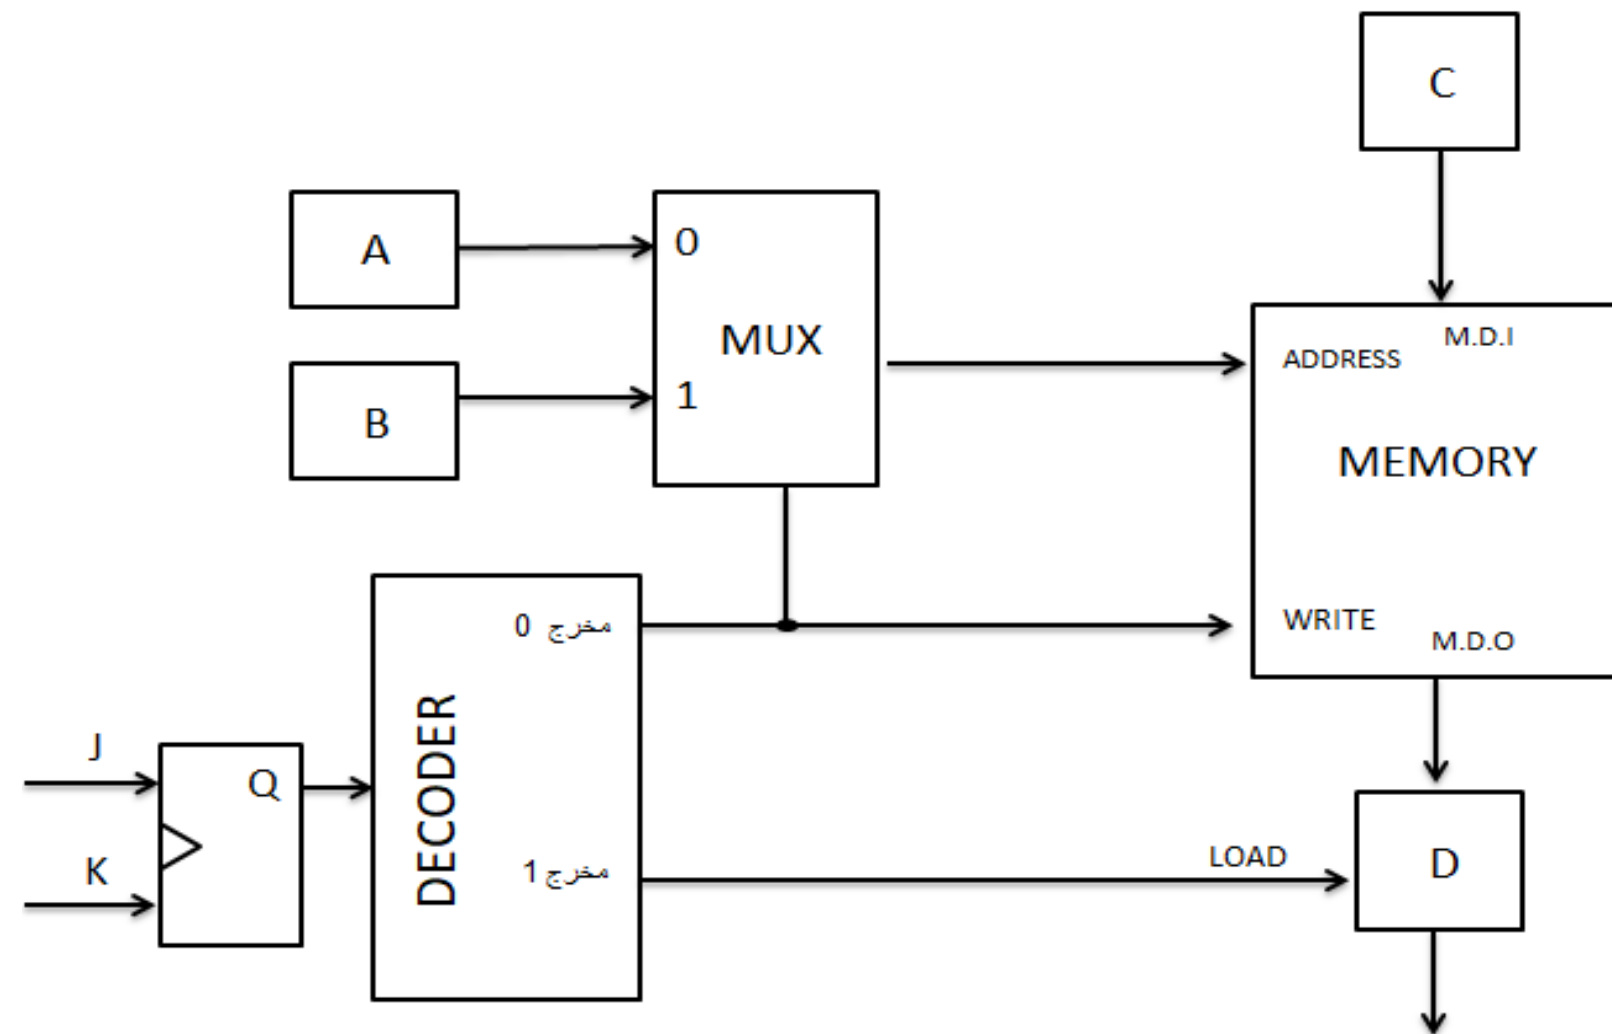 C
A
0
MUX
1
B
M.D.I
ADDRESS
MEMORY
WRITE
M.D.O
مخرج 0
DECODER
مخرج 1
J
Q
K
LOAD
D